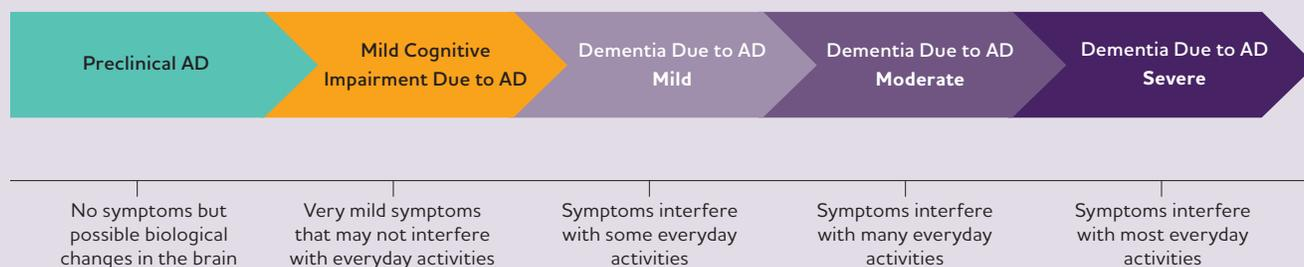 Preclinical AD
Mild Cognitive
Impairment Due to AD
Dementia Due to AD
Mild
Dementia Due to AD
Moderate
Dementia Due to AD
Severe
No symptoms but
possible biological
changes in the brain
Very mild symptoms
that may not interfere
with everyday activities
Symptoms interfere
with some everyday
activities
Symptoms interfere
with many everyday
activities
Symptoms interfere
with most everyday
activities